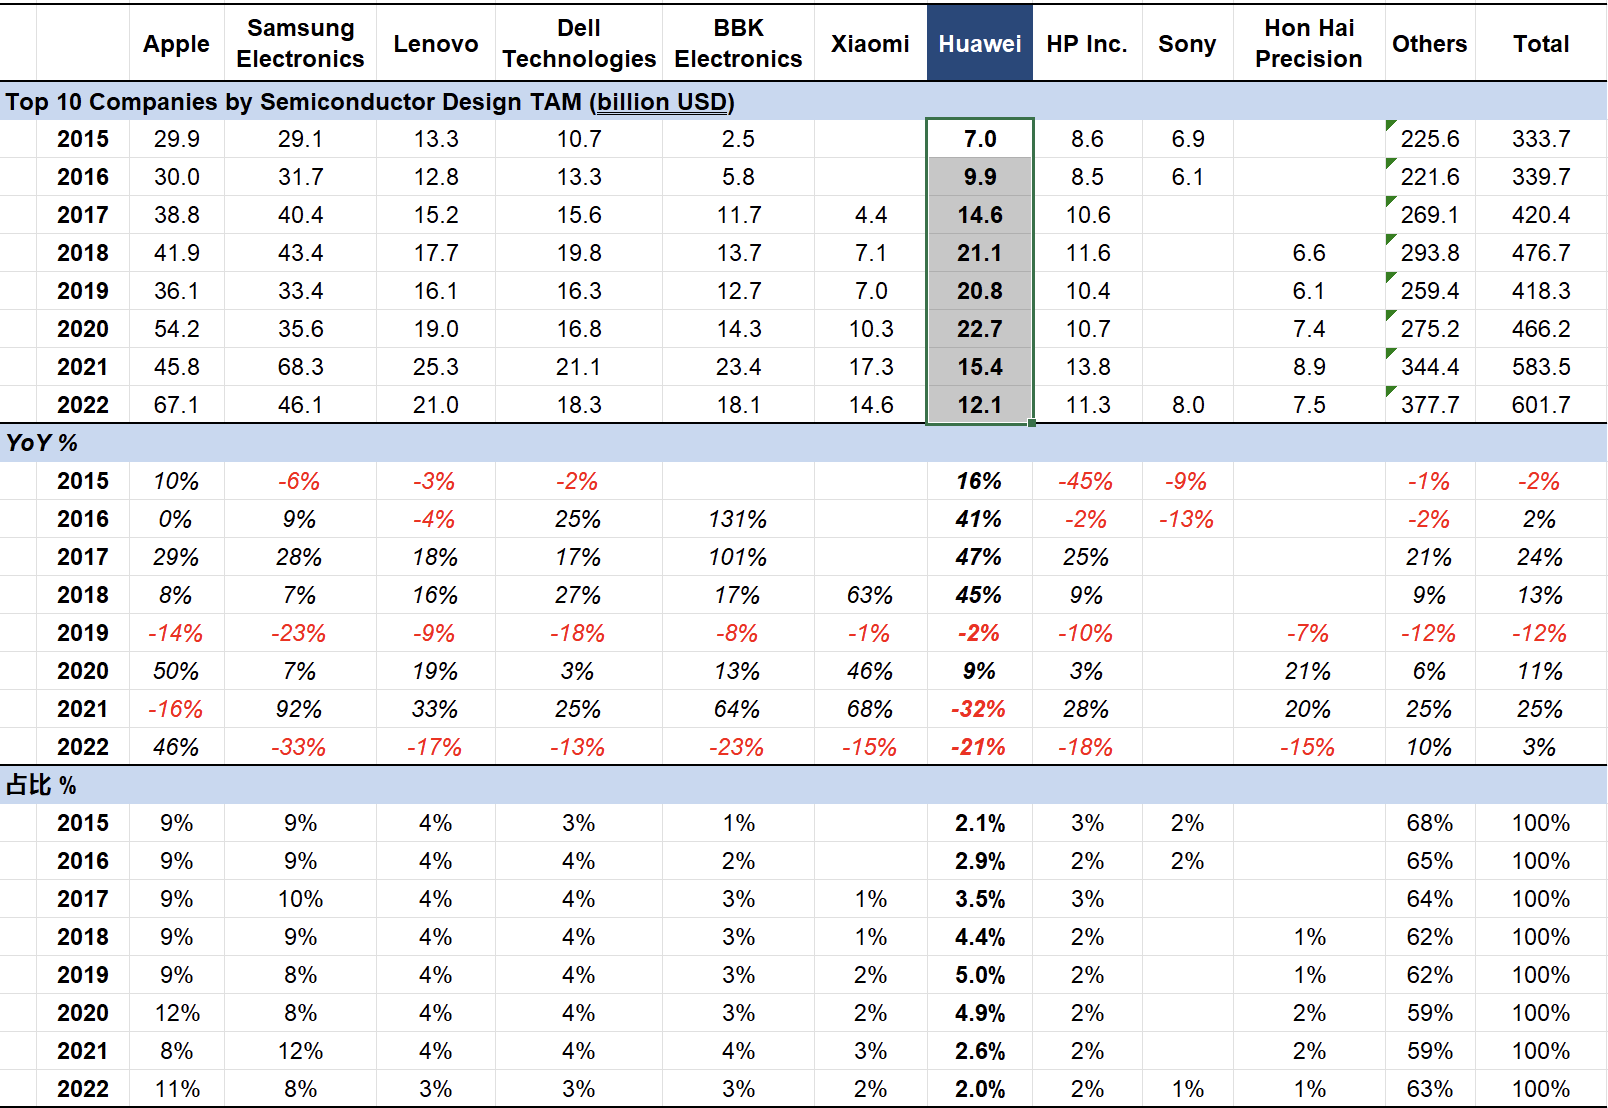 Apple Samsung Electronics Lenovo Dell Technologies BBK Electronics Xiaomi Huawei HP Inc. Sony Hon Hai Precision Others Total
Top 10 Companies by Semiconductor Design TAM (billion USD)
2015 29.9 29.1 13.3 10.7 2.5 7.0 8.6 6.9 225.6 333.7
2016 30.0 31.7 12.8 13.3 5.8 9.9 8.5 6.1 221.6 339.7
2017 38.8 40.4 15.2 15.6 11.7 4.4 14.6 10.6 269.1 420.4
2018 41.9 43.4 17.7 19.8 13.7 7.1 21.1 11.6 6.6 293.8 476.7
2019 36.1 33.4 16.1 16.3 12.7 7.0 20.8 10.4 6.1 259.4 418.3
2020 54.2 35.6 19.0 16.8 14.3 10.3 22.7 10.7 7.4 275.2 466.2
2021 45.8 68.3 25.3 21.1 23.4 17.3 15.4 13.8 8.9 344.4 583.5
2022 67.1 46.1 21.0 18.3 18.1 14.6 12.1 11.3 8.0 7.5 377.7 601.7
YoY %
2015 10% -6% -3% -2% 16% -45% -9% -1% -2%
2016 0% 9% -4% 25% 131% 41% -2% -13% -2% 2%
2017 29% 28% 18% 17% 101% 47% 25% 21% 24%
2018 8% 7% 16% 27% 17% 63% 45% 9% 9% 13%
2019 -14% -23% -9% -18% -8% -1% -2% -10% -7% -12% -12%
2020 50% 7% 19% 3% 13% 46% 9% 3% 21% 6% 11%
2021 -16% 92% 33% 25% 64% 68% -32% 28% 20% 25% 25%
2022 46% -33% -17% -13% -23% -15% -21% -18% -15% 10% 3%
占比 %
2015 9% 9% 4% 3% 1% 2.1% 3% 2% 68% 100%
2016 9% 9% 4% 4% 2% 2.9% 2% 2% 65% 100%
2017 9% 10% 4% 4% 3% 1% 3.5% 3% 64% 100%
2018 9% 9% 4% 4% 3% 1% 4.4% 2% 1% 62% 100%
2019 9% 8% 4% 4% 3% 2% 5.0% 2% 1% 62% 100%
2020 12% 8% 4% 4% 3% 2% 4.9% 2% 2% 59% 100%
2021 8% 12% 4% 4% 4% 3% 2.6% 2% 2% 59% 100%
2022 11% 8% 3% 3% 3% 2% 2.0% 2% 1% 1% 63% 100%